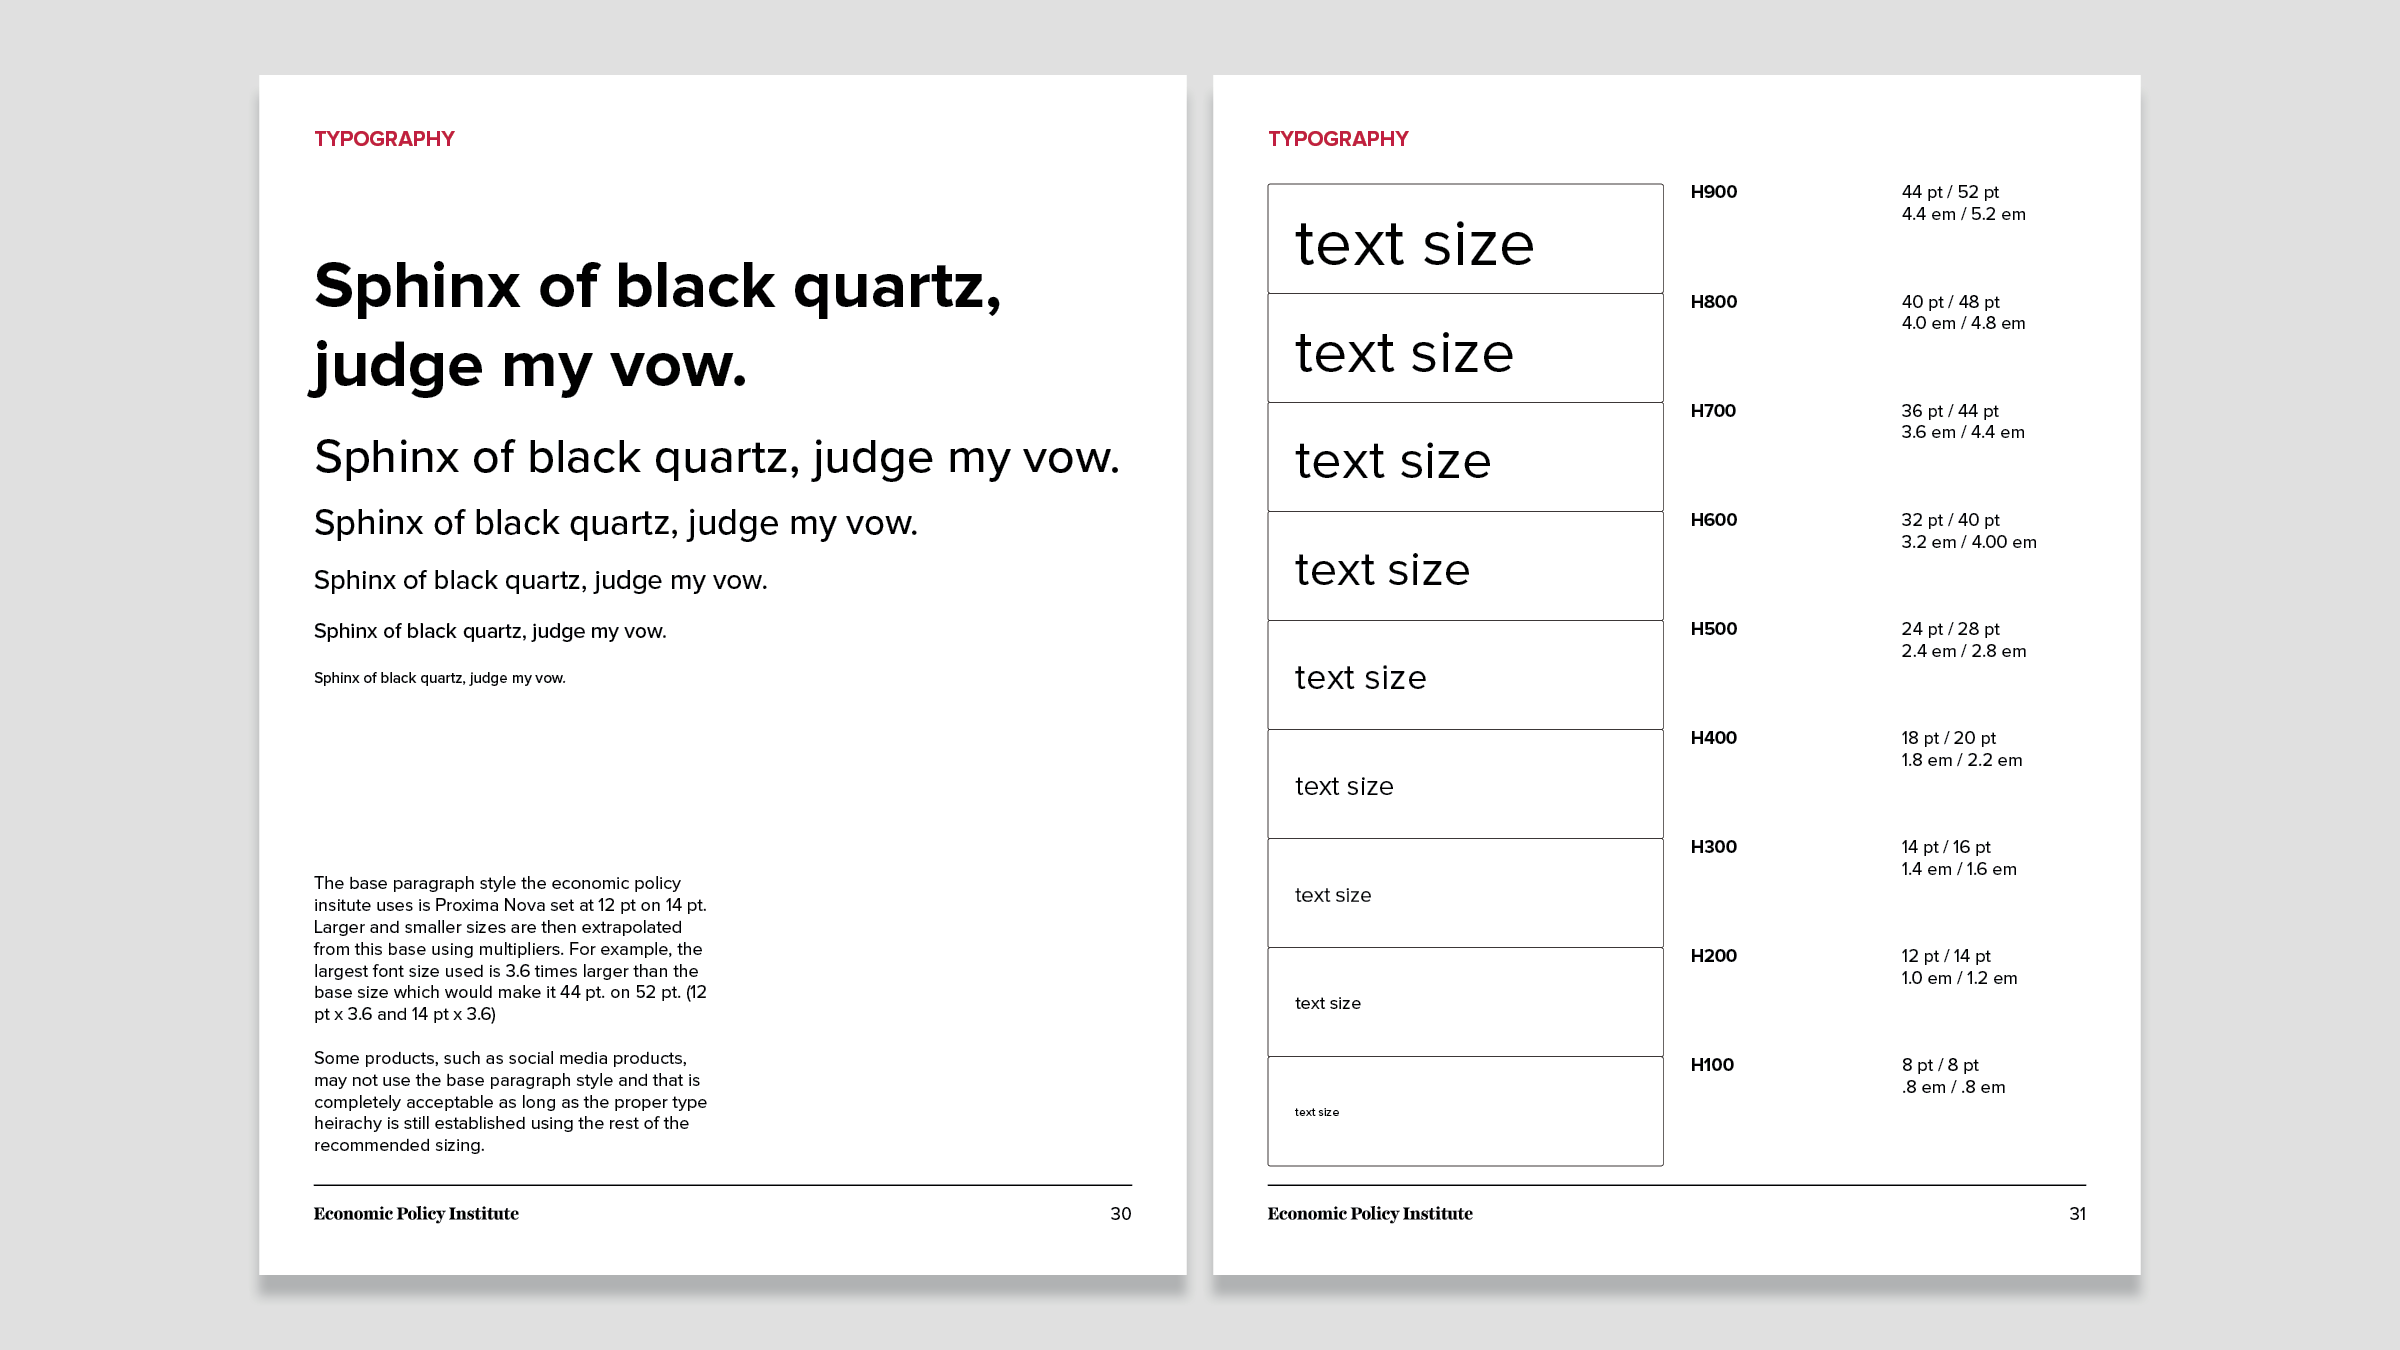 TYPOGRAPHY
Sphinx of black quartz,
judge my vow.
Sphinx of black quartz, judge my vow.
Sphinx of black quartz, judge my vow.
Sphinx of black quartz, judge my vow.
Sphinx of black quartz, judge my vow.
Sphinx of black quartz, judge my vow.
The base paragraph style the economic policy
insitute uses is Proxima Nova set at 12 pt on 14 pt.
Larger and smaller sizes are then extrapolated
from this base using multipliers. For example, the
largest font size used is 3.6 times larger than the
base size which would make it 44 pt. on 52 pt. (12
pt x 3.6 and 14 pt x 3.6)
Some products, such as social media products,
may not use the base paragraph style and that is
completely acceptable as long as the proper type
heirachy is still established using the rest of the
recommended sizing.
Economic Policy Institute
30
TYPOGRAPHY
text size
H900
44 pt / 52 pt
4.4 em / 5.2 em
text size
H800
40 pt / 48 pt
4.0 em / 4.8 em
text size
H700
36 pt / 44 pt
3.6 em / 4.4 em
text size
H600
32 pt / 40 pt
3.2 em / 4.00 em
text size
H500
24 pt / 28 pt
2.4 em / 2.8 em
text size
H400
18 pt / 20 pt
1.8 em / 2.2 em
text size
H300
14 pt / 16 pt
1.4 em / 1.6 em
text size
H200
12 pt / 14 pt
1.0 em / 1.2 em
text size
H100
8 pt / 8 pt
.8 em / .8 em
Economic Policy Institute
31